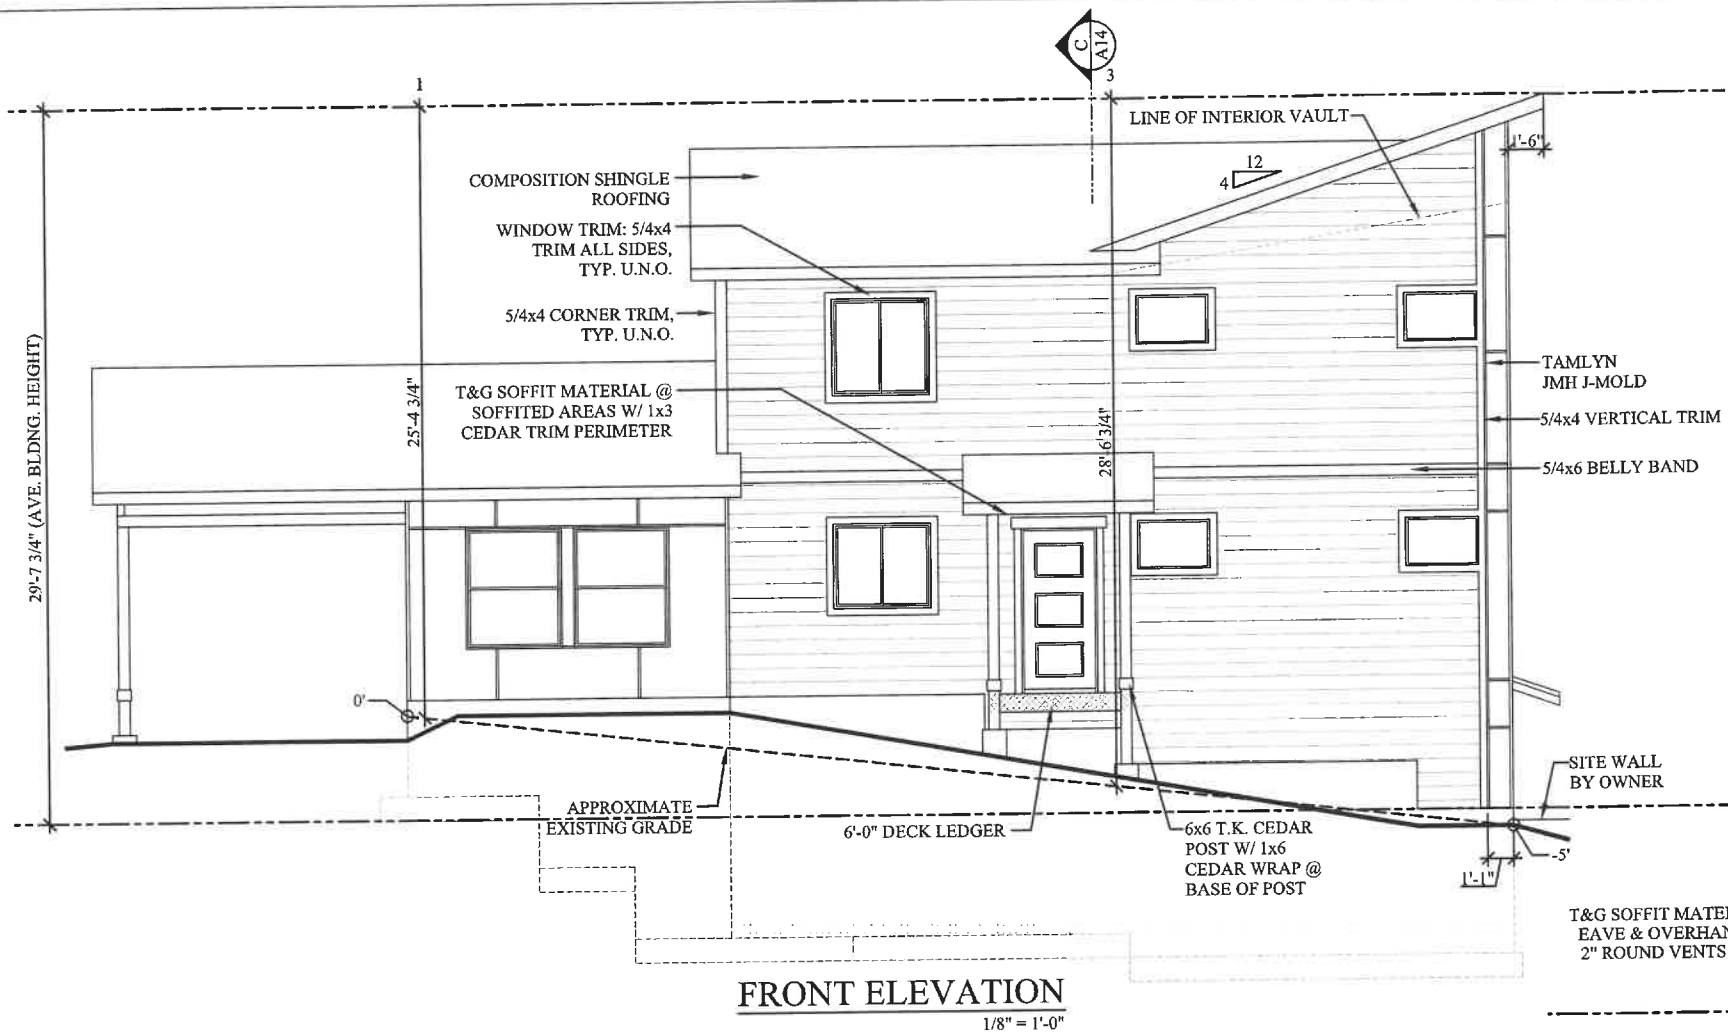 C
A14
1
3
LINE OF INTERIOR VAULT
1'-6"
12
4
COMPOSITION SHINGLE
ROOFING
WINDOW TRIM: 5/4x4
TRIM ALL SIDES,
TYP. U.N.O.
5/4x4 CORNER TRIM,
TYP. U.N.O.
29'-7 3/4" (AVE. BLDNG. HEIGHT)
25'-4 3/4"
28'-6 3/4"
T&G SOFFIT MATERIAL @
SOFFITED AREAS W/ 1x3
CEDAR TRIM PERIMETER
TAMLYN
JMH J-MOLD
5/4x4 VERTICAL TRIM
5/4x6 BELLY BAND
0'
APPROXIMATE
EXISTING GRADE
6'-0" DECK LEDGER
6x6 T.K. CEDAR
POST W/ 1x6
CEDAR WRAP @
BASE OF POST
SITE WALL
BY OWNER
-5'
1'-1"
T&G SOFFIT MATE
EAVE & OVERHAN
2" ROUND VENTS
FRONT ELEVATION
1/8" = 1'-0"